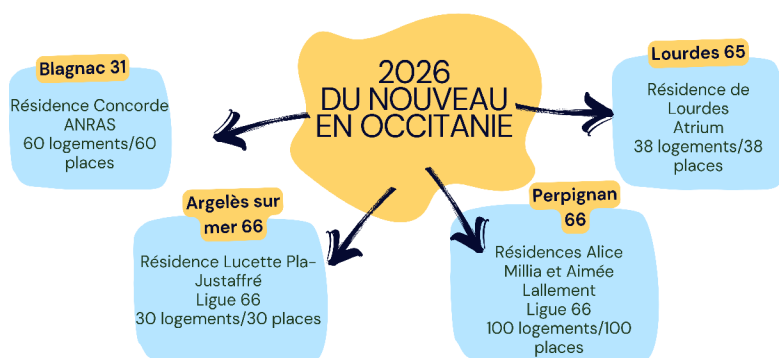 2026
DU NOUVEAU
EN OCCITANIE
Blagnac 31
Résidence Concorde
ANRAS
60 logements/60
places
Lourdes 65
Résidence de
Lourdes
Atrium
38 logements/38
places
Argelès sur
mer 66
Résidence Lucette Pla-
Justaffré
Ligue 66
30 logements/30 places
Perpignan
66
Résidences Alice
Millia et Aimée
Lallement
Ligue 66
100 logements/100
places